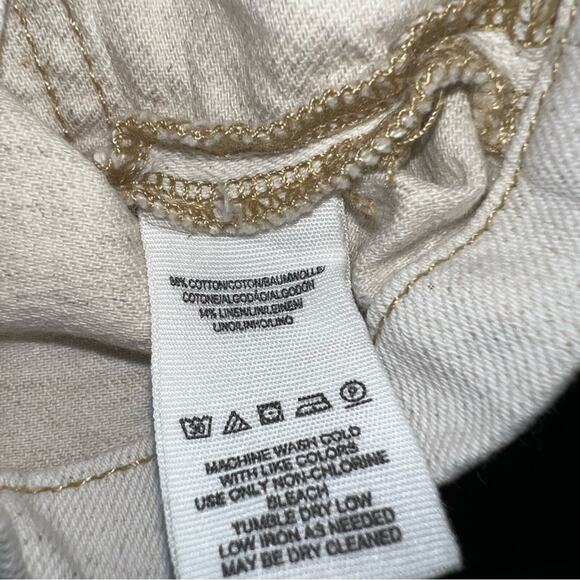 86% COTTON/COTON/BAUMWOLLE/
COTONE/ALGODÃO/ALGODÓN
14% LINEN/LIN/LEINEN/
LINO/LINHO/LINO
30
P
MACHINE WASH COLD
WITH LIKE COLORS
USE ONLY NON-CHLORINE
BLEACH
TUMBLE DRY LOW
LOW IRON AS NEEDED
MAY BE DRY CLEANED